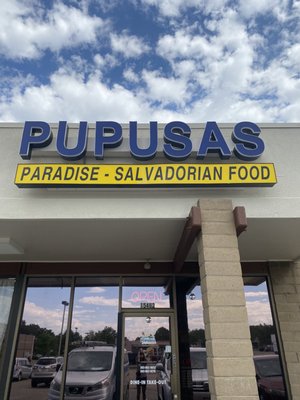 PUPUSAS
PARADISE - SALVADORIAN FOOD
OPEN
DINE-IN TAKE-OUT